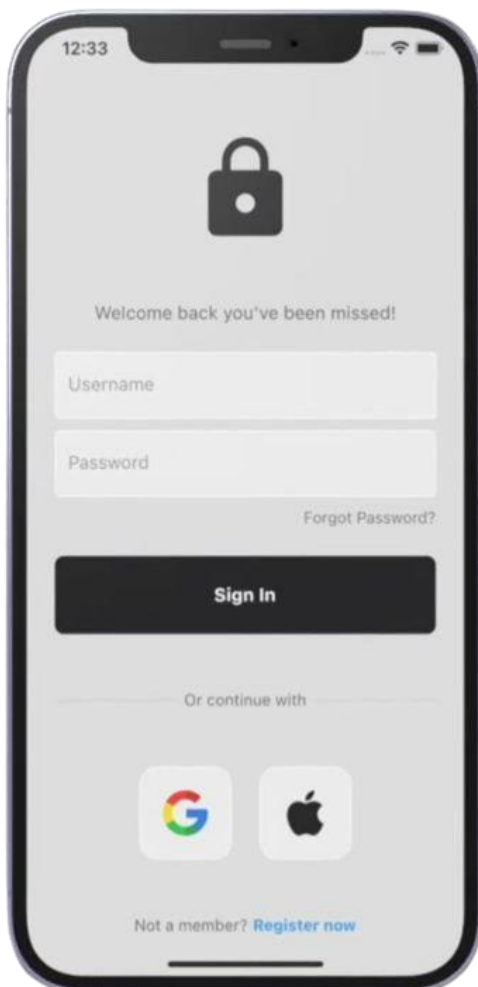 12:33
Welcome back you've been missed!
Username
Password
Forgot Password?
Sign In
Or continue with
Not a member? Register now